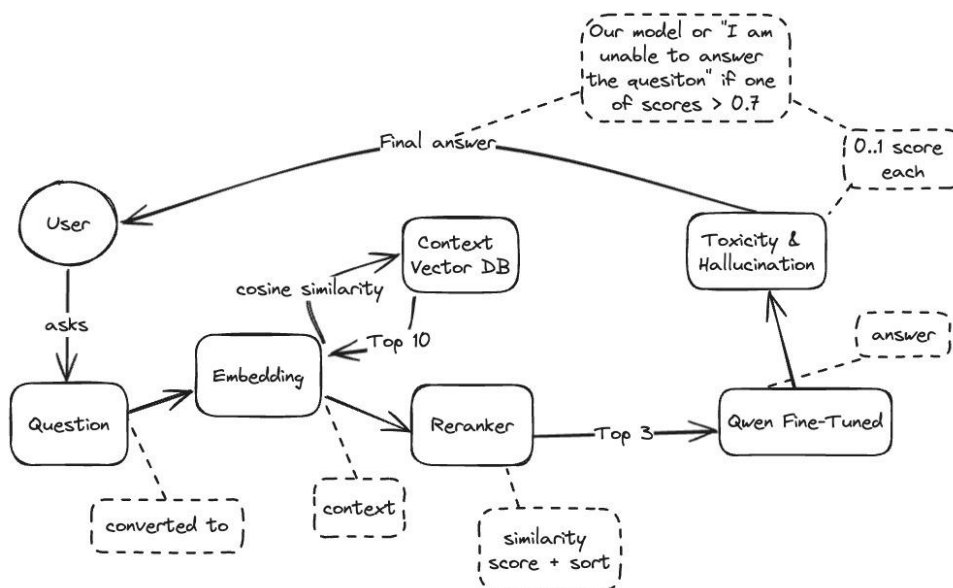 Our model or "I am
unable to answer
the quesiton" if one
of scores > 0.7
Final answer
0..1 score
each
User
Context
Vector DB
Toxicity &
Hallucination
cosine similarity
asks
Top 10
answer
Embedding
Question
Reranker
Top 3
Qwen Fine-Tuned
converted to
context
similarity
score + sort